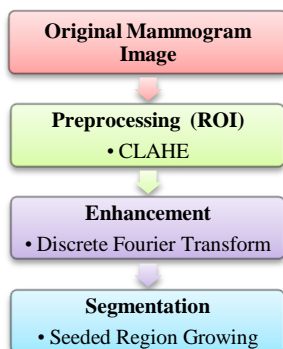 Original Mammogram
Image
Preprocessing (ROI)
• CLAHE
Enhancement
• Discrete Fourier Transform
Segmentation
• Seeded Region Growing